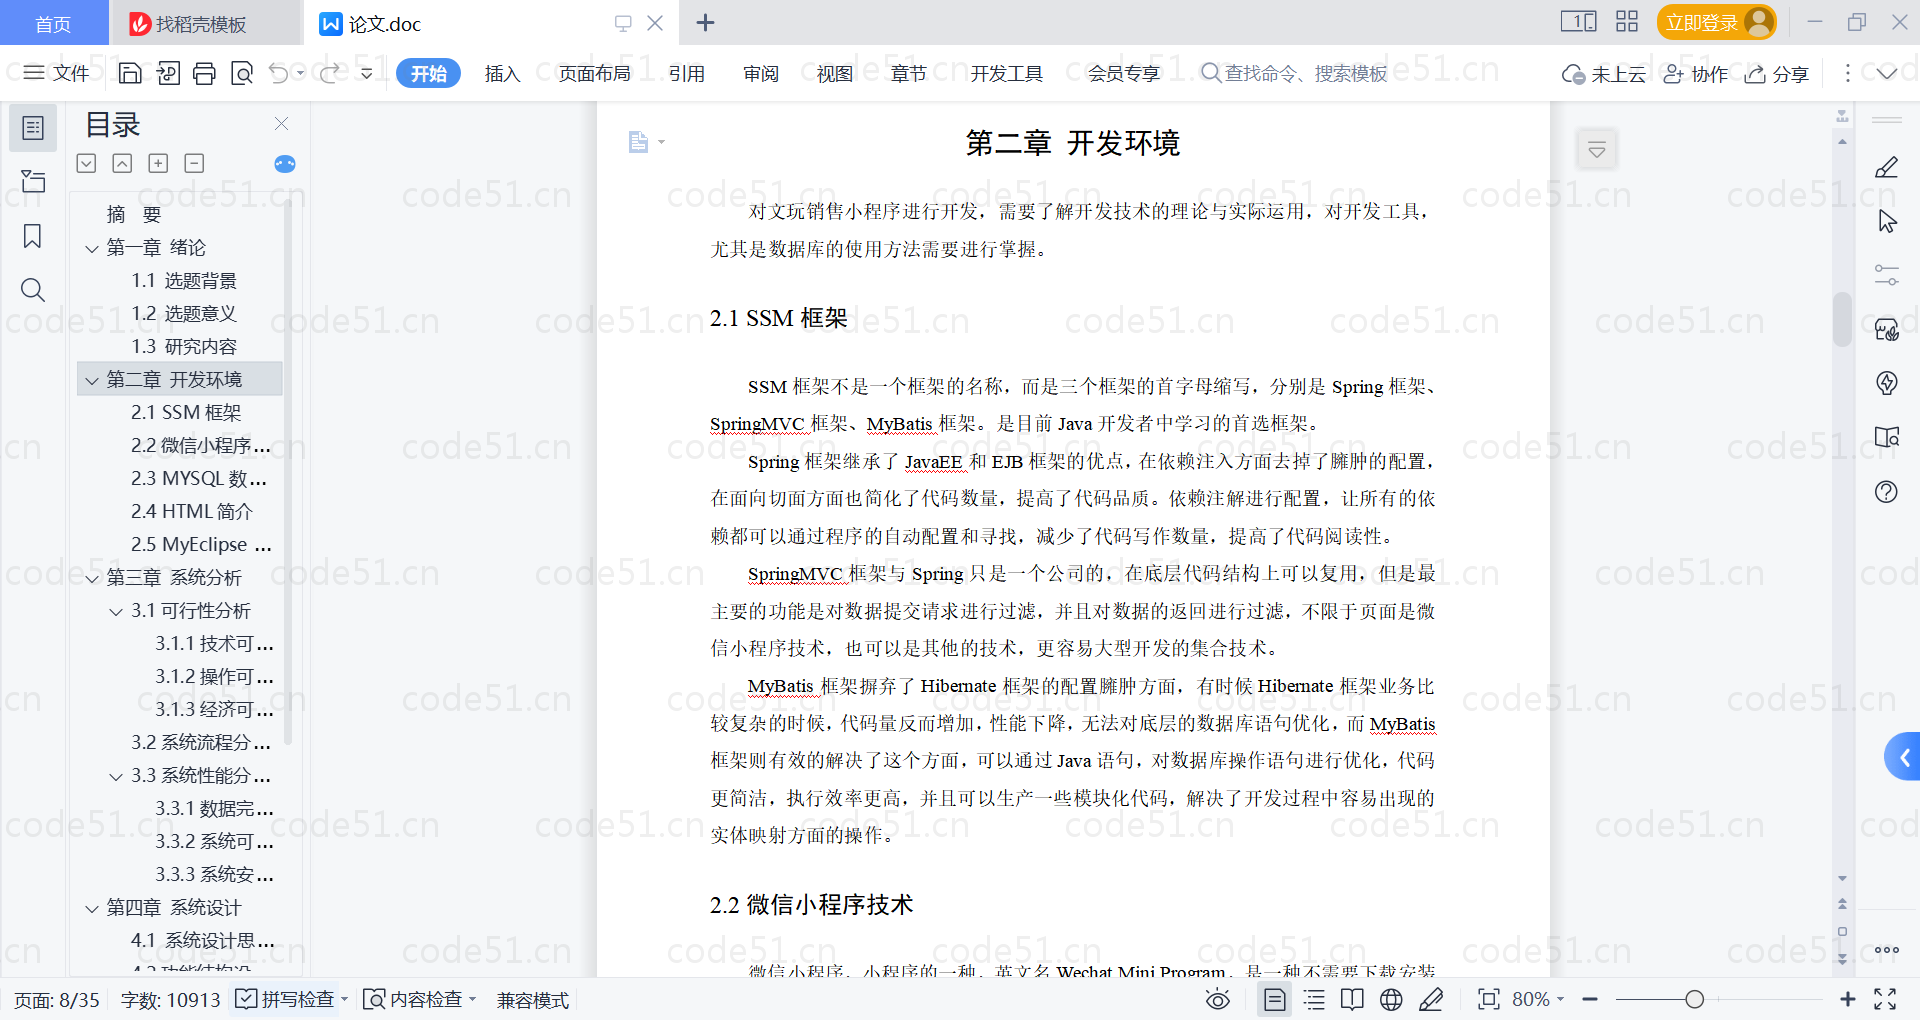 首页
找稻壳模板
论文.doc
立即登录
文件
开始
插入
页面布局
引用
审阅
视图
章节
开发工具
会员专享
查找命令、搜索模板
未上云
协作
分享
目录
摘 要
第一章 绪论
1.1 选题背景
1.2 选题意义
1.3 研究内容
第二章 开发环境
2.1 SSM 框架
2.2 微信小程序...
2.3 MYSQL 数...
2.4 HTML 简介
2.5 MyEclipse ...
第三章 系统分析
3.1 可行性分析
3.1.1 技术可...
3.1.2 操作可...
3.1.3 经济可...
3.2 系统流程分...
3.3 系统性能分...
3.3.1 数据完...
3.3.2 系统可...
3.3.3 系统安...
第四章 系统设计
4.1 系统设计思...
第二章 开发环境
对文玩销售小程序进行开发，需要了解开发技术的理论与实际运用，对开发工具，
尤其是数据库的使用方法需要进行掌握。
2.1 SSM 框架
SSM 框架不是一个框架的名称，而是三个框架的首字母缩写，分别是 Spring 框架、
SpringMVC 框架、MyBatis 框架。是目前 Java 开发者中学习的首选框架。
Spring 框架继承了 JavaEE 和 EJB 框架的优点，在依赖注入方面去掉了臃肿的配置，
在面向切面方面也简化了代码数量，提高了代码品质。依赖注解进行配置，让所有的依
赖都可以通过程序的自动配置和寻找，减少了代码写作数量，提高了代码阅读性。
SpringMVC 框架与 Spring 只是一个公司的，在底层代码结构上可以复用，但是最
主要的功能是对数据提交请求进行过滤，并且对数据的返回进行过滤，不限于页面是微
信小程序技术，也可以是其他的技术，更容易大型开发的集合技术。
MyBatis 框架摒弃了 Hibernate 框架的配置臃肿方面，有时候 Hibernate 框架业务比
较复杂的时候，代码量反而增加，性能下降，无法对底层的数据库语句优化，而 MyBatis
框架则有效的解决了这个方面，可以通过 Java 语句，对数据库操作语句进行优化，代码
更简洁，执行效率更高，并且可以生产一些模块化代码，解决了开发过程中容易出现的
实体映射方面的操作。
2.2 微信小程序技术
微信小程序，小程序的一种，英文名 Wechat Mini Program，是一种不需要下载安装
页面: 8/35
字数: 10913
拼写检查
内容检查
兼容模式
80%
code51.cn